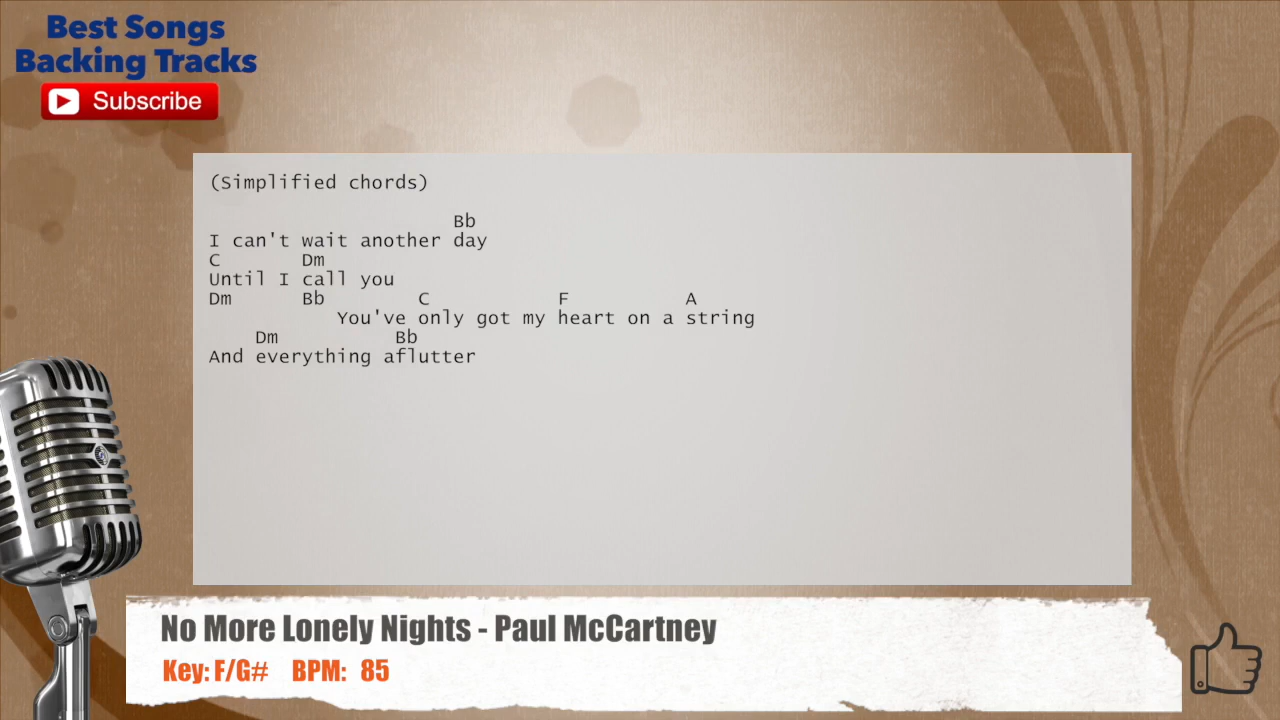 Best Songs
Backing Tracks
Subscribe
(Simplified chords)
                     Bb
I can't wait another day
C       Dm
Until I call you
Dm      Bb        C           F          A
           You've only got my heart on a string
    Dm          Bb
And everything aflutter
No More Lonely Nights - Paul McCartney
Key: F/G#   BPM:  85